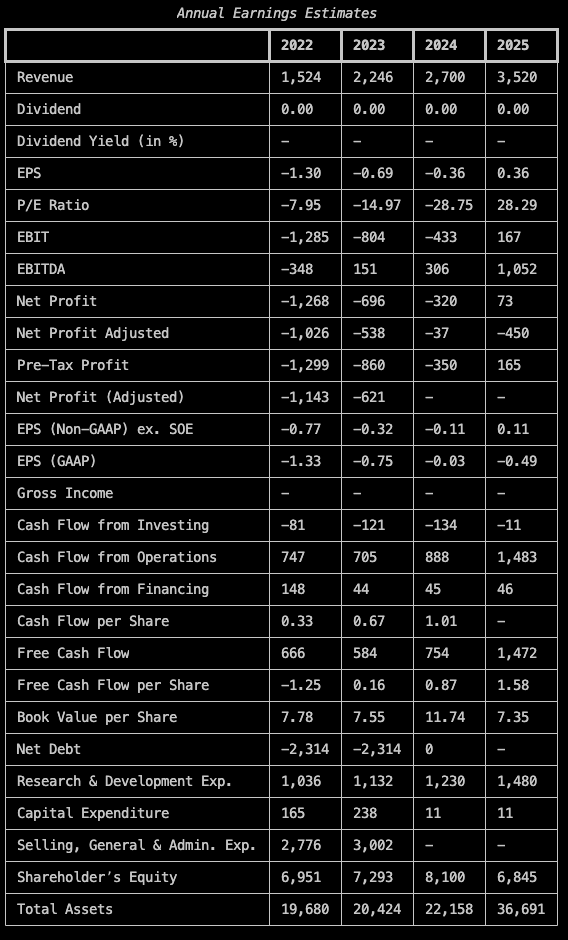 Annual Earnings Estimates
2022 2023 2024 2025
Revenue 1,524 2,246 2,700 3,520
Dividend 0.00 0.00 0.00 0.00
Dividend Yield (in %) – – – –
EPS –1.30 –0.69 –0.36 0.36
P/E Ratio –7.95 –14.97 –28.75 28.29
EBIT –1,285 –804 –433 167
EBITDA –348 151 306 1,052
Net Profit –1,268 –696 –320 73
Net Profit Adjusted –1,026 –538 –37 –450
Pre–Tax Profit –1,299 –860 –350 165
Net Profit (Adjusted) –1,143 –621 – –
EPS (Non–GAAP) ex. SOE –0.77 –0.32 –0.11 0.11
EPS (GAAP) –1.33 –0.75 –0.03 –0.49
Gross Income – – – –
Cash Flow from Investing –81 –121 –134 –11
Cash Flow from Operations 747 705 888 1,483
Cash Flow from Financing 148 44 45 46
Cash Flow per Share 0.33 0.67 1.01 –
Free Cash Flow 666 584 754 1,472
Free Cash Flow per Share –1.25 0.16 0.87 1.58
Book Value per Share 7.78 7.55 11.74 7.35
Net Debt –2,314 –2,314 0 –
Research & Development Exp. 1,036 1,132 1,230 1,480
Capital Expenditure 165 238 11 11
Selling, General & Admin. Exp. 2,776 3,002 – –
Shareholder’s Equity 6,951 7,293 8,100 6,845
Total Assets 19,680 20,424 22,158 36,691